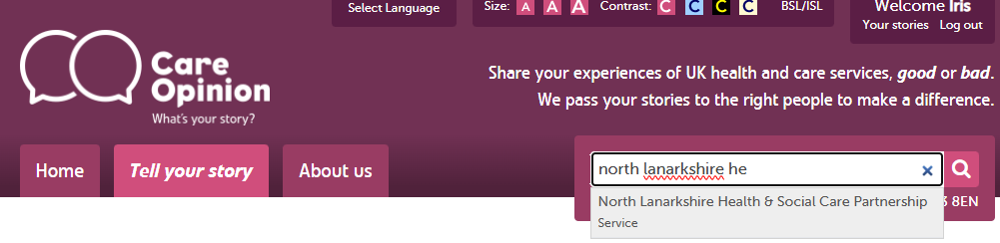 Select Language
Size: A A A Contrast: C C C C BSL/ISL
Welcome Iris
Your stories Log out
Care
Opinion
What's your story?
Share your experiences of UK health and care services, good or bad.
We pass your stories to the right people to make a difference.
Home
Tell your story
About us
north lanarkshire he
North Lanarkshire Health & Social Care Partnership
Service
8EN